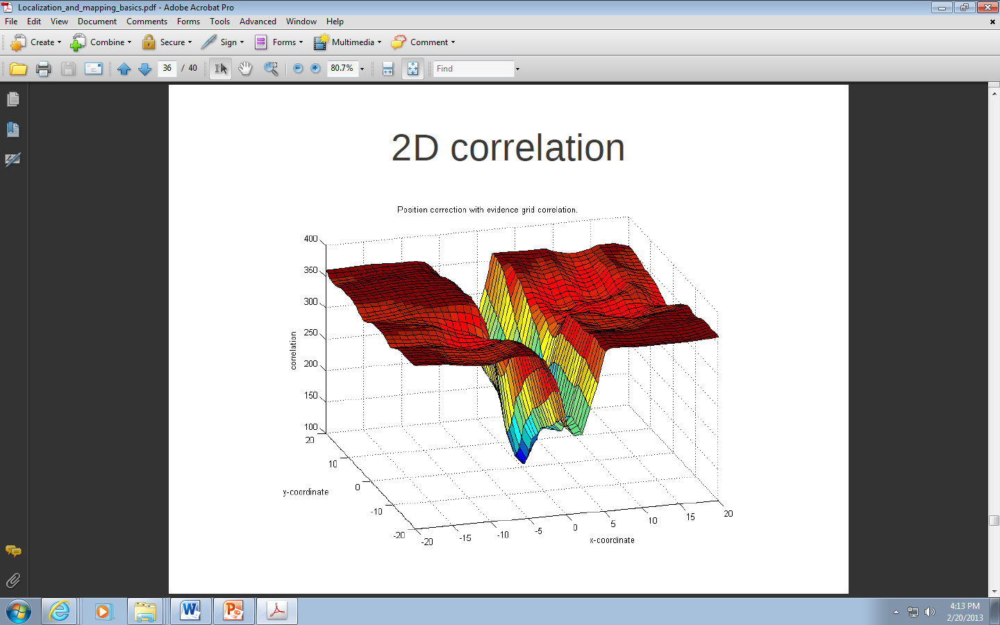 Localization_and_mapping_basics.pdf - Adobe Acrobat Pro
File Edit View Document Comments Forms Tools Advanced Window Help
Create Combine Secure Sign Forms Multimedia Comment
36 / 40 80.7% Find
2D correlation
Position correction with evidence grid correlation.
400
350
300
250
200
150
100
correlation
20
10
0
-10
-20
y-coordinate
-20 -15 -10 -5 0 5 10 15 20
x-coordinate
4:13 PM
2/20/2013